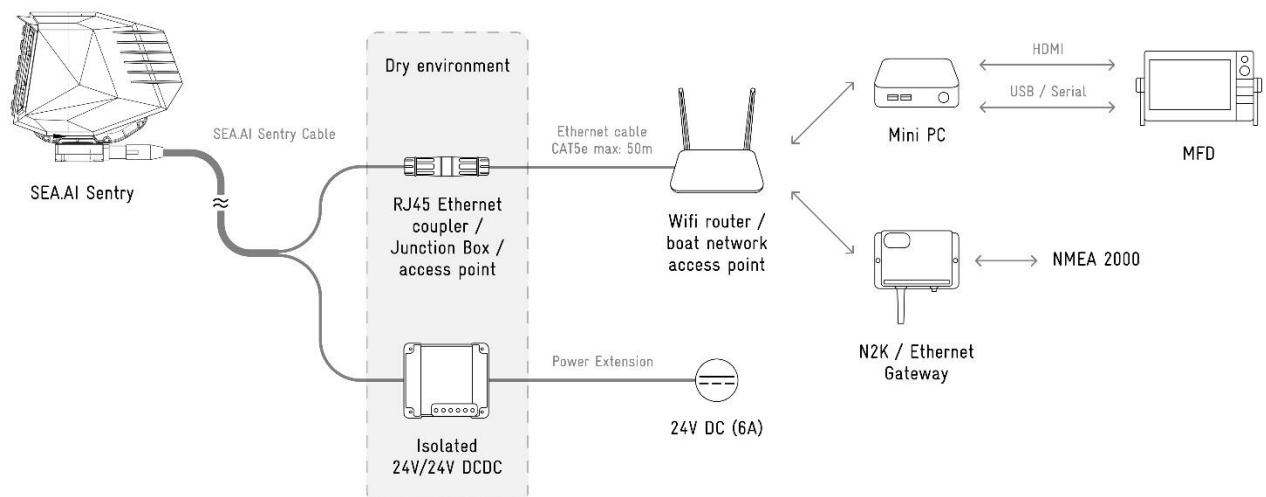 Dry environment
HDMI
USB / Serial
SEA.AI Sentry Cable
Ethernet cable
CAT5e max: 50m
Mini PC
MFD
SEA.AI Sentry
RJ45 Ethernet
coupler /
Junction Box /
access point
Wifi router /
boat network
access point
NMEA 2000
N2K / Ethernet
Gateway
Power Extension
24V DC (6A)
Isolated
24V/24V DCDC